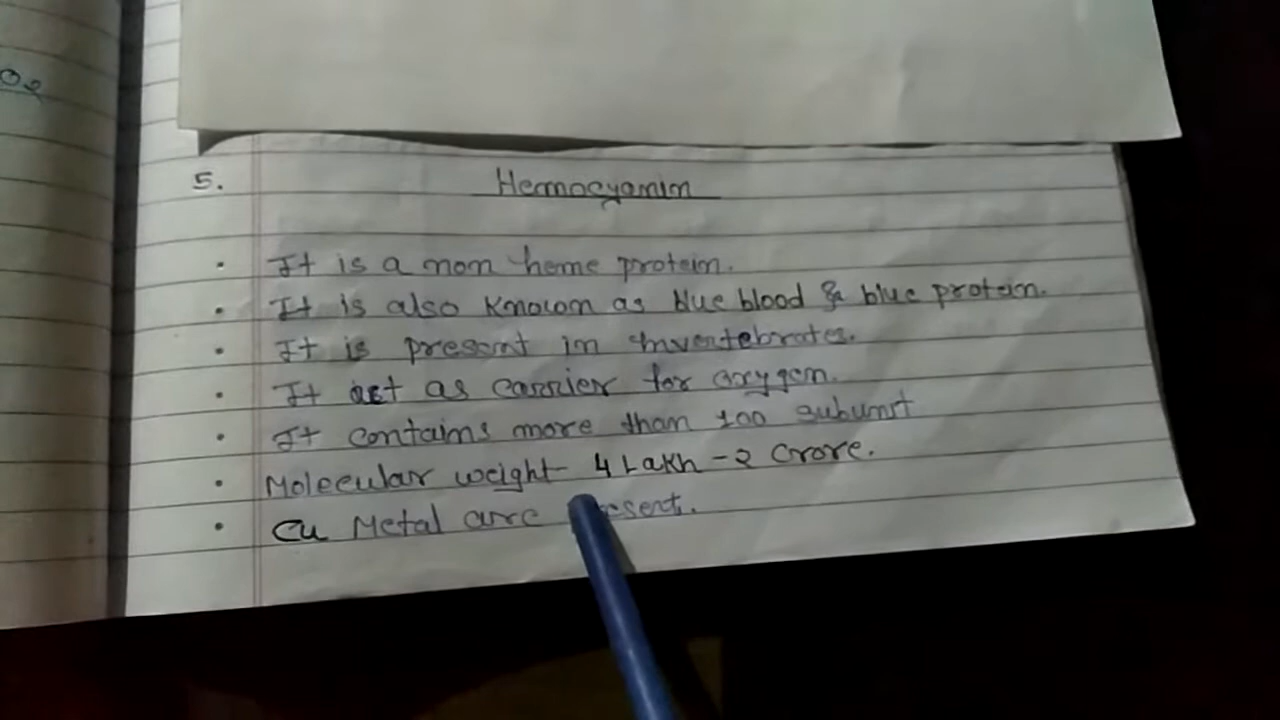 O2
5. Hemocyanin
• It is a non heme protein.
• It is also known as blue blood & blue protein.
• It is present in invertebrates.
• It act as carrier for oxygen.
• It contains more than 100 subunit
• Molecular weight - 4 Lakh - 2 crore.
• Cu Metal are